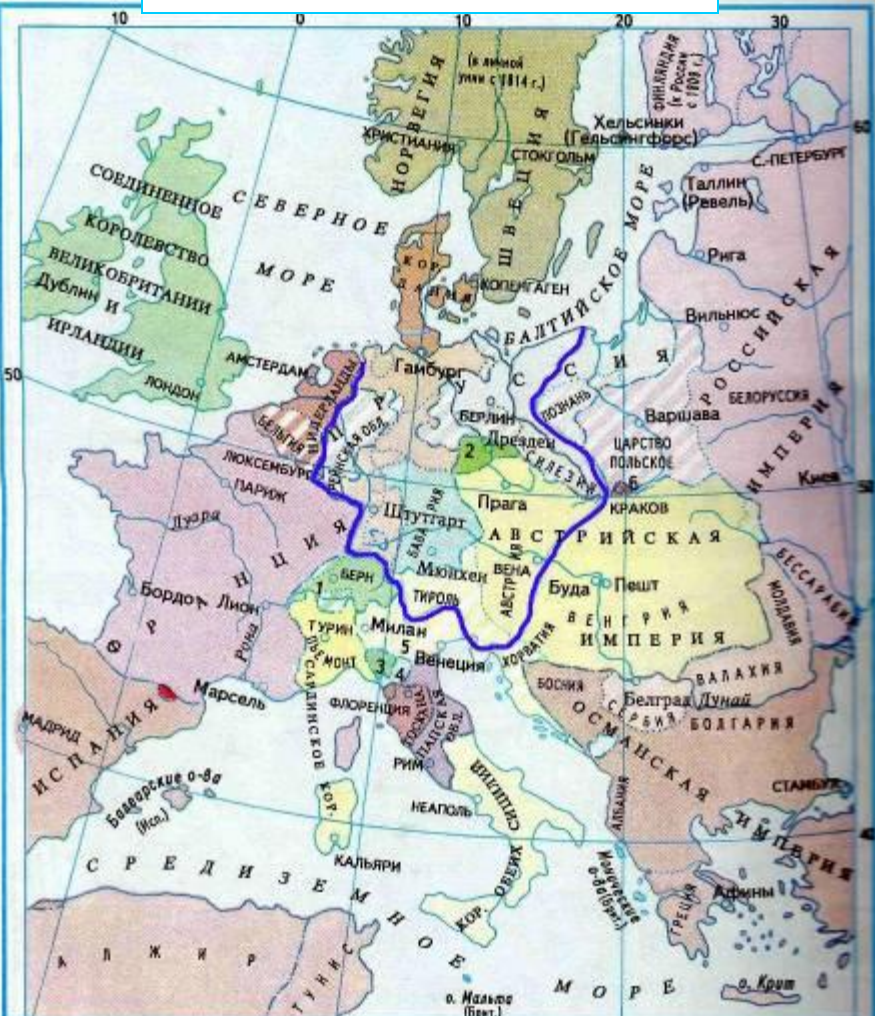 10
0
10
20
30
НОРВЕГИЯ
(в личной
унии с 1814 г.)
ФИНЛЯНДИЯ
(к России
с 1809 г.)
Хельсинки
(Гельсингфорс)
60
ХРИСТИАНИЯ
СТОКГОЛЬМ
ШВЕЦИЯ
С.-ПЕТЕРБУРГ
Таллин
(Ревель)
СОЕДИНЕННОЕ
КОРОЛЕВСТВО
ВЕЛИКОБРИТАНИИ
И
ИРЛАНДИИ
Дублин
ЛОНДОН
СЕВЕРНОЕ
МОРЕ
КОР.
ДАНИЯ
КОПЕНГАГЕН
БАЛТИЙСКОЕ МОРЕ
Рига
Вильнюс
РОССИЙСКАЯ
ИМПЕРИЯ
50
АМСТЕРДАМ
НИДЕРЛАНДЫ
БЕЛЬГИЯ
ЛЮКСЕМБУРГ
Гамбург
ПРУССИЯ
РЕЙНСКАЯ ОБЛ.
БЕРЛИН
ПОЗНАНЬ
Варшава
БЕЛОРУССИЯ
Дрезден
2
СИЛЕЗИЯ
ЦАРСТВО
ПОЛЬСКОЕ
6
КРАКОВ
Киев
50
ПАРИЖ
Луара
ФРАНЦИЯ
Штутгарт
БАВАРИЯ
Прага
АВСТРИЙСКАЯ
ИМПЕРИЯ
Мюнхен
ВЕНА
АВСТРИЯ
Буда
Пешт
ВЕНГРИЯ
БЕССАРАБИЯ
МОЛДАВИЯ
1
БЕРН
ТИРОЛЬ
Бордо
Лион
Рона
ТУРИН
Милан
5
Венеция
ПЬЕМОНТ
3
4
ХОРВАТИЯ
САРДИНСКОЕ КОР.
Марсель
ФЛОРЕНЦИЯ
ТОСКАНА
ПАПСКАЯ
ОБЛ.
БОСНИЯ
Белград
СЕРБИЯ
Дунай
ВАЛАХИЯ
БОЛГАРИЯ
ОСМАНСКАЯ
ИМПЕРИЯ
МАДРИД
ИСПАНИЯ
РИМ
НЕАПОЛЬ
КОР. ОБЕИХ СИЦИЛИЙ
АЛБАНИЯ
СТАМБУЛ
Балеарские о-ва
(Исп.)
КАЛЬЯРИ
40
СРЕДИЗЕМНОЕ
МОРЕ
Ионические
о-ва (Брит.)
ГРЕЦИЯ
Афины
АЛЖИР
ТУНИС
о. Мальта
(Брит.)
о. Крит